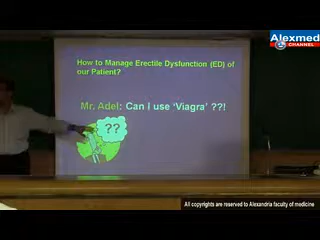 Alexmed
CHANNEL
How to Manage Erectile Dysfunction (ED) of
our Patient?
Mr. Adel: Can I use 'Viagra' ??!
??
All copyrights are reserved to Alexandria faculty of medicine